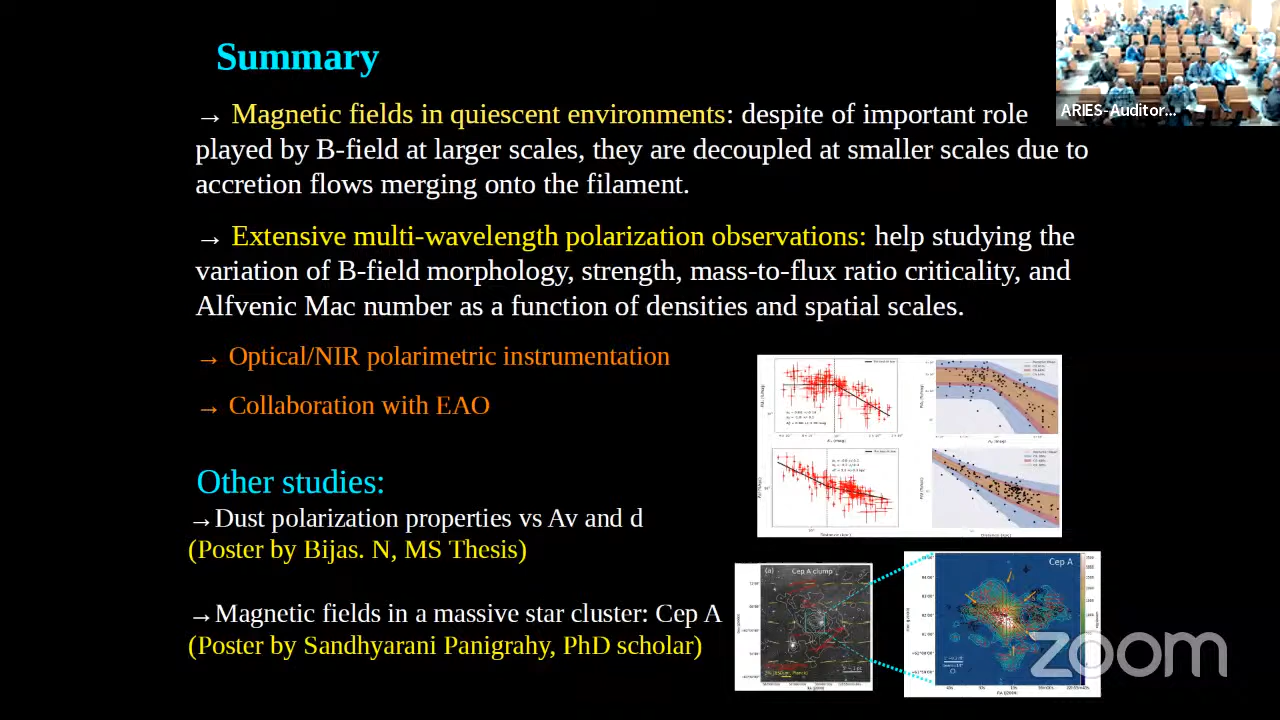 Summary
→ Magnetic fields in quiescent environments: despite of important role
played by B-field at larger scales, they are decoupled at smaller scales due to
accretion flows merging onto the filament.
→ Extensive multi-wavelength polarization observations: help studying the
variation of B-field morphology, strength, mass-to-flux ratio criticality, and
Alfvenic Mac number as a function of densities and spatial scales.
→ Optical/NIR polarimetric instrumentation
→ Collaboration with EAO
Other studies:
→Dust polarization properties vs Av and d
(Poster by Bijas. N, MS Thesis)
→Magnetic fields in a massive star cluster: Cep A
(Poster by Sandhyarani Panigrahy, PhD scholar)
ARIES-Auditor...
(a) Cep A clump
Cep A
zoom